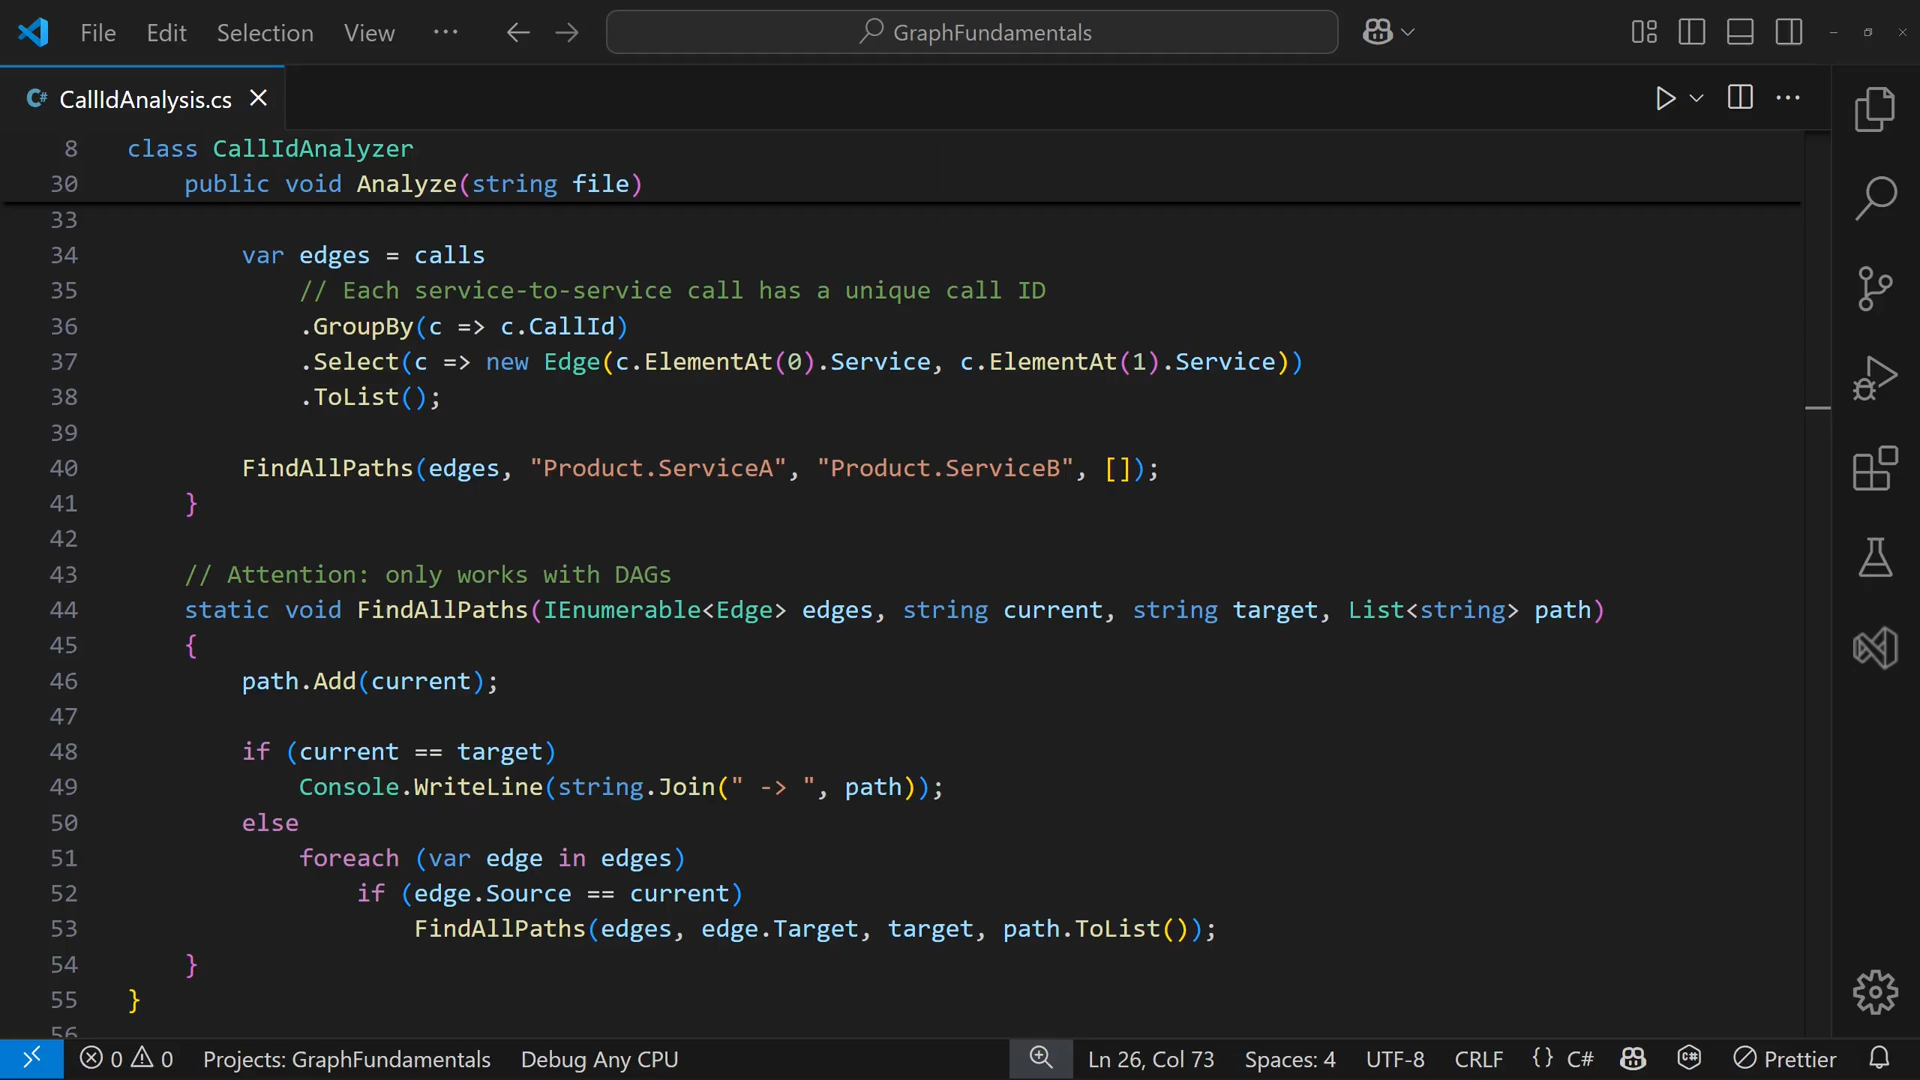 File Edit Selection View ··· ← → GraphFundamentals
C# CallIdAnalysis.cs ×
8 class CallIdAnalyzer
30     public void Analyze(string file)
33
34         var edges = calls
35             // Each service-to-service call has a unique call ID
36             .GroupBy(c => c.CallId)
37             .Select(c => new Edge(c.ElementAt(0).Service, c.ElementAt(1).Service))
38             .ToList();
39
40         FindAllPaths(edges, "Product.ServiceA", "Product.ServiceB", []);
41     }
42
43     // Attention: only works with DAGs
44     static void FindAllPaths(IEnumerable<Edge> edges, string current, string target, List<string> path)
45     {
46         path.Add(current);
47
48         if (current == target)
49             Console.WriteLine(string.Join(" -> ", path));
50         else
51             foreach (var edge in edges)
52                 if (edge.Source == current)
53                     FindAllPaths(edges, edge.Target, target, path.ToList());
54     }
55 }
56
0 0 Projects: GraphFundamentals Debug Any CPU Ln 26, Col 73 Spaces: 4 UTF-8 CRLF {} C# Prettier